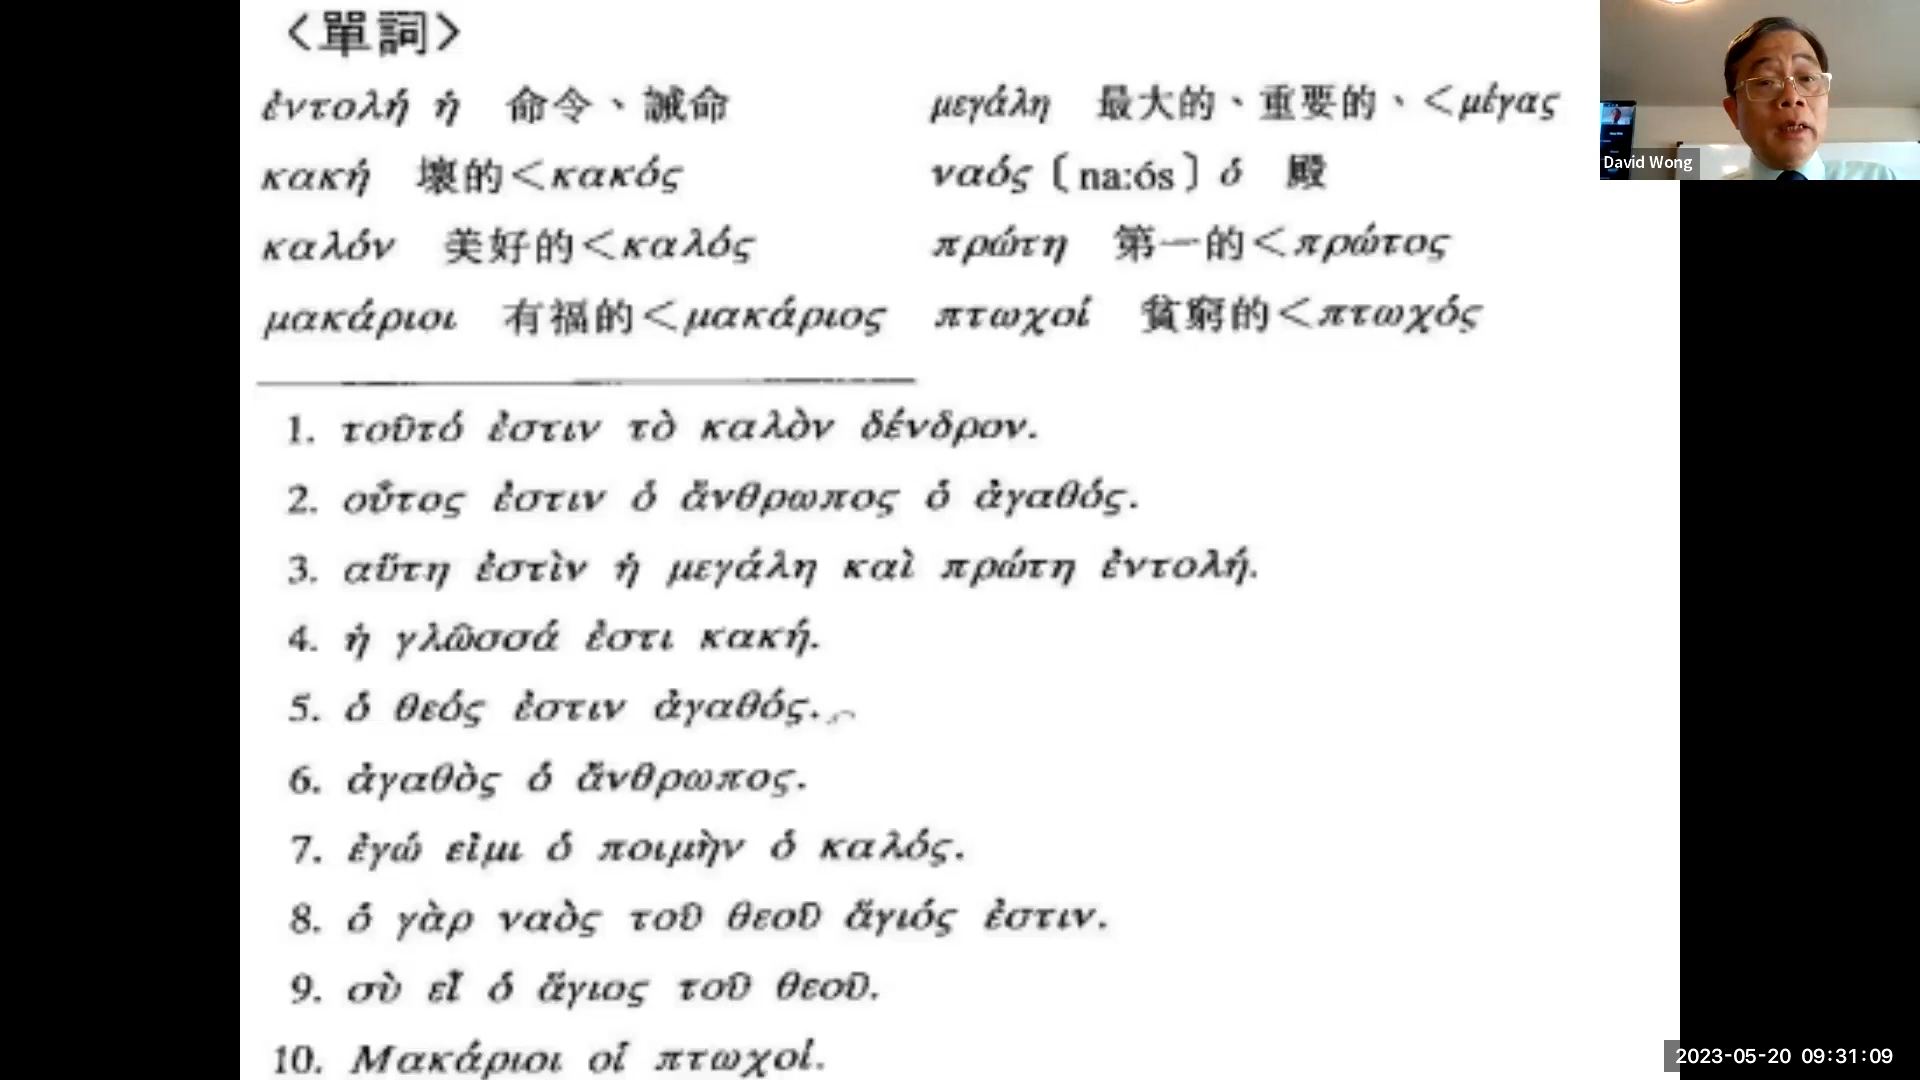 <單詞>
ἐντολή ἡ 命令、誡命 μεγάλη 最大的、重要的、<μέγας
κακή 壞的<κακός ναός〔na:ós〕ὁ 殿
καλόν 美好的<καλός πρώτη 第一的<πρώτος
μακάριοι 有福的<μακάριος πτωχοί 貧窮的<πτωχός
1. τοῦτό ἐστιν τὸ καλὸν δένδρον.
2. οὗτος ἐστιν ὁ ἄνθρωπος ὁ ἀγαθός.
3. αὕτη ἐστὶν ἡ μεγάλη καὶ πρώτη ἐντολή.
4. ἡ γλῶσσά ἐστι κακή.
5. ὁ θεός ἐστιν ἀγαθός.
6. ἀγαθὸς ὁ ἄνθρωπος.
7. ἐγώ εἰμι ὁ ποιμὴν ὁ καλός.
8. ὁ γὰρ ναὸς τοῦ θεοῦ ἅγιός ἐστιν.
9. σὺ εἶ ὁ ἅγιος τοῦ θεοῦ.
10. Μακάριοι οἱ πτωχοί.
David Wong
2023-05-20 09:31:09